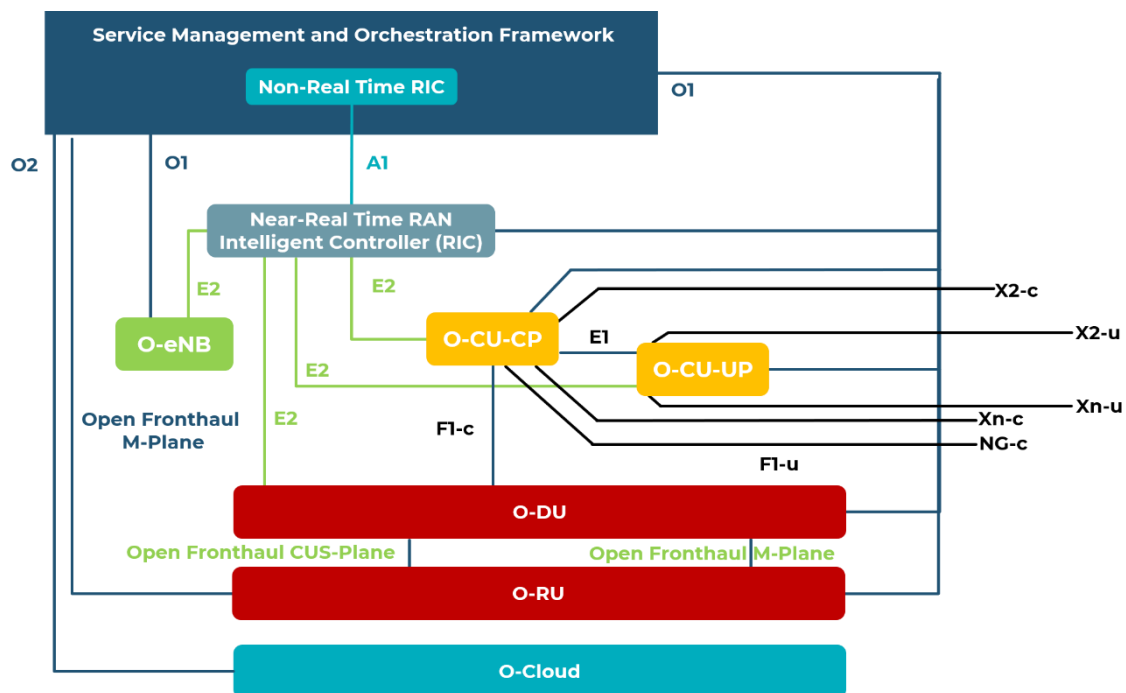 Service Management and Orchestration Framework
Non-Real Time RIC
O1
O2
O1
A1
Near-Real Time RAN
Intelligent Controller (RIC)
E2
E2
X2-c
O-eNB
O-CU-CP
E1
X2-u
O-CU-UP
E2
Xn-u
Open Fronthaul
M-Plane
E2
F1-c
Xn-c
NG-c
F1-u
O-DU
Open Fronthaul CUS-Plane
Open Fronthaul M-Plane
O-RU
O-Cloud